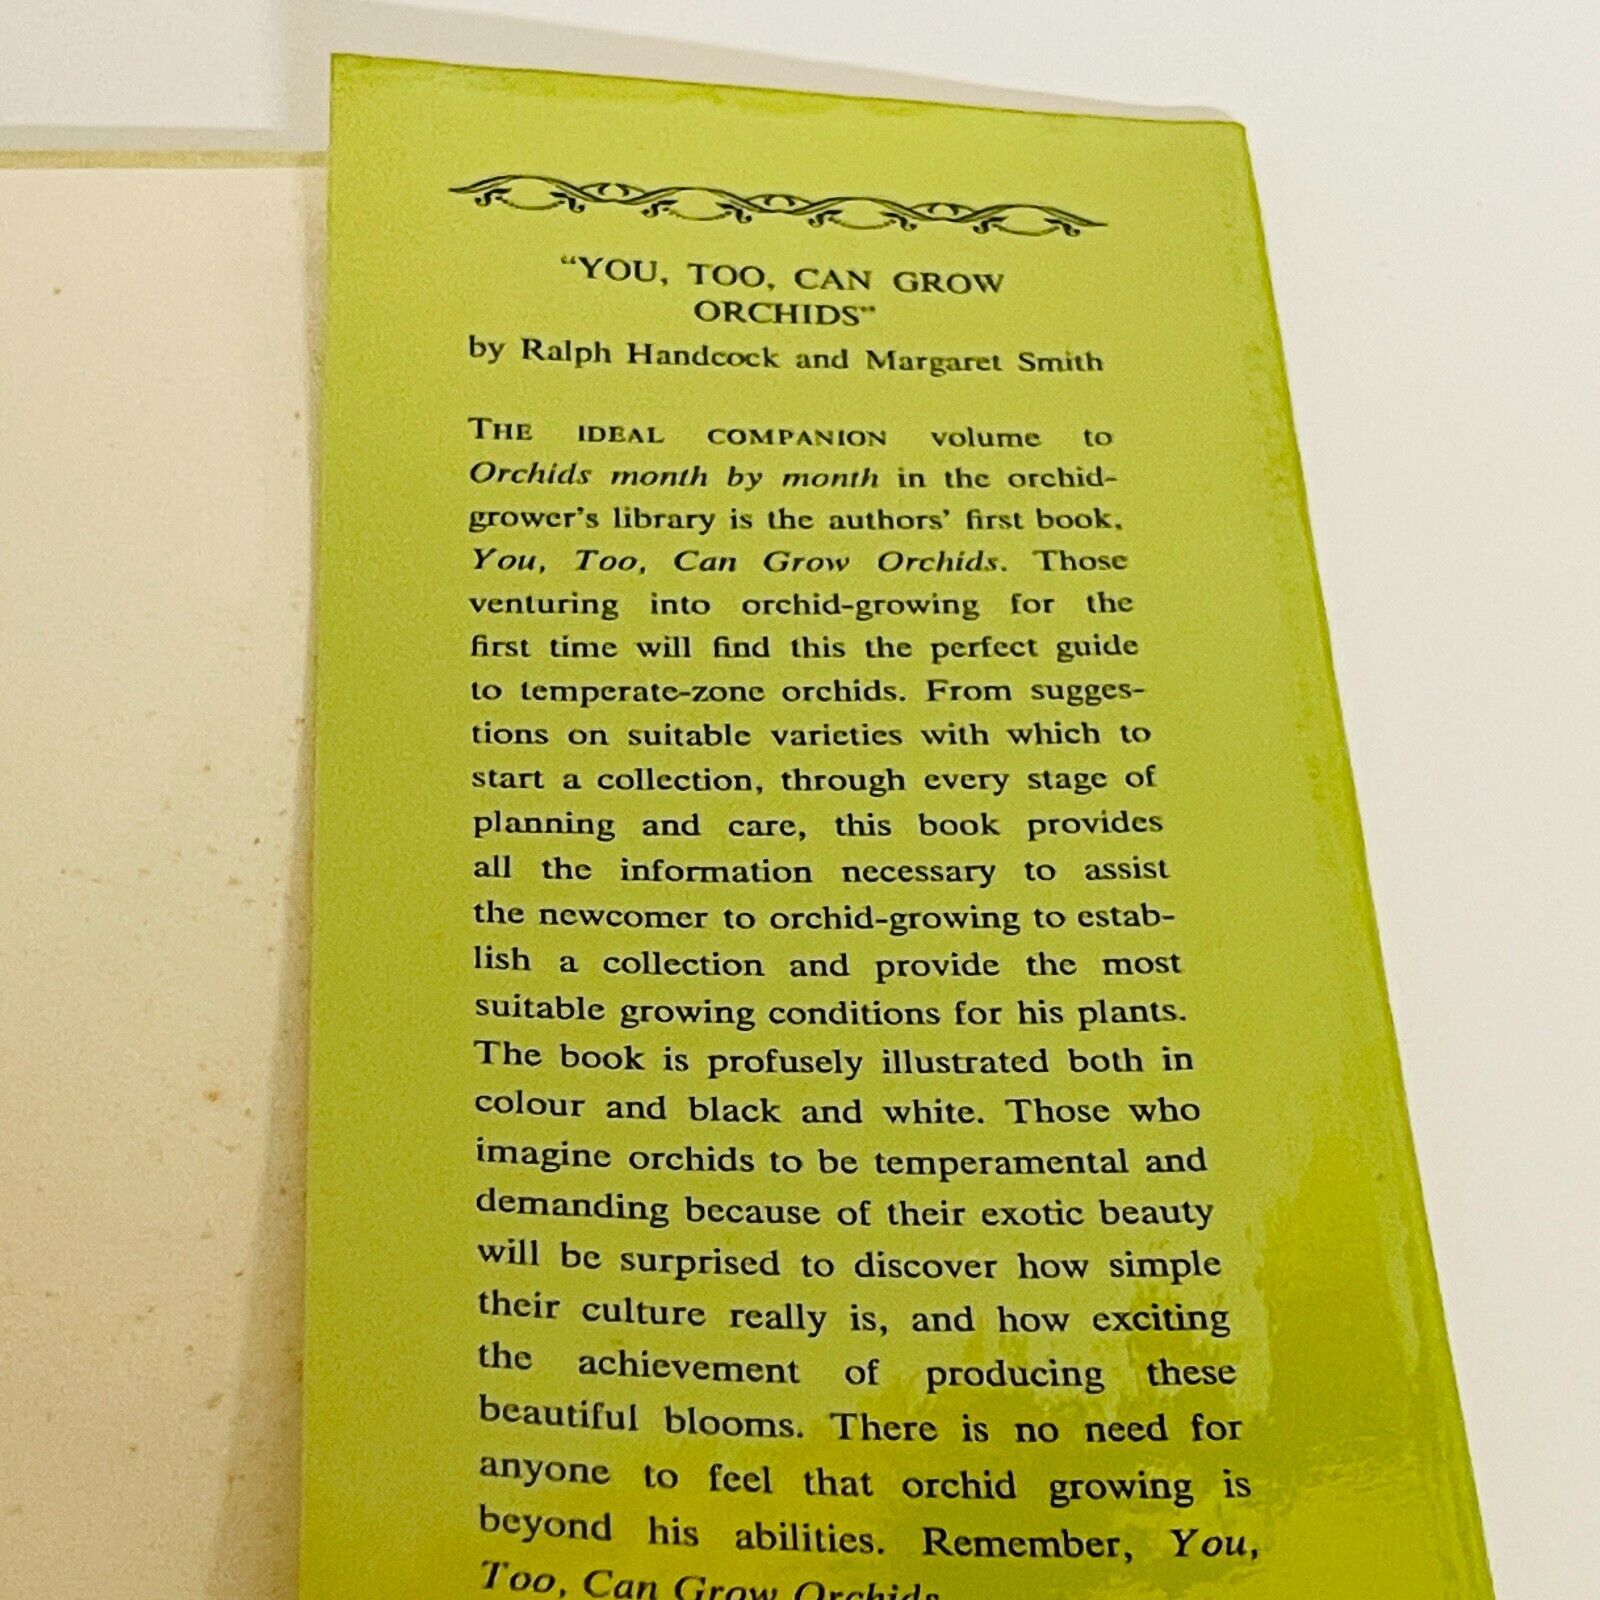 “YOU, TOO, CAN GROW
ORCHIDS”
by Ralph Handcock and Margaret Smith
THE IDEAL COMPANION volume to
Orchids month by month in the orchid-
grower’s library is the authors’ first book,
You, Too, Can Grow Orchids. Those
venturing into orchid-growing for the
first time will find this the perfect guide
to temperate-zone orchids. From sugges-
tions on suitable varieties with which to
start a collection, through every stage of
planning and care, this book provides
all the information necessary to assist
the newcomer to orchid-growing to estab-
lish a collection and provide the most
suitable growing conditions for his plants.
The book is profusely illustrated both in
colour and black and white. Those who
imagine orchids to be temperamental and
demanding because of their exotic beauty
will be surprised to discover how simple
their culture really is, and how exciting
the achievement of producing these
beautiful blooms. There is no need for
anyone to feel that orchid growing is
beyond his abilities. Remember, You,
Too, Can Grow Orchids